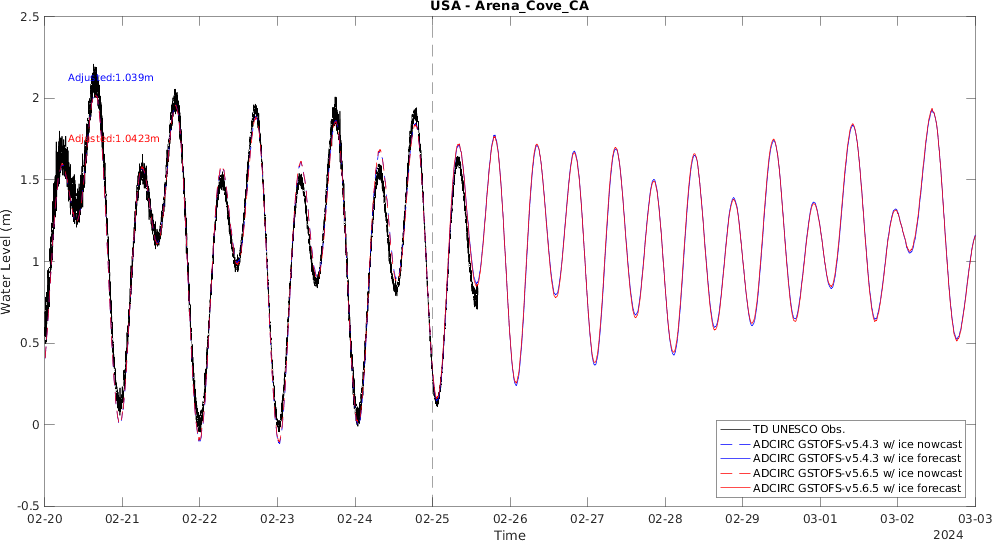 USA - Arena_Cove_CA
2.5
2
1.5
1
0.5
0
-0.5
Water Level (m)
Adjusted:1.039m
Adjusted:1.0423m
TD UNESCO Obs.
ADCIRC GSTOFS-v5.4.3 w/ ice nowcast
ADCIRC GSTOFS-v5.4.3 w/ ice forecast
ADCIRC GSTOFS-v5.6.5 w/ ice nowcast
ADCIRC GSTOFS-v5.6.5 w/ ice forecast
02-20 02-21 02-22 02-23 02-24 02-25 02-26 02-27 02-28 02-29 03-01 03-02 03-03
Time
2024